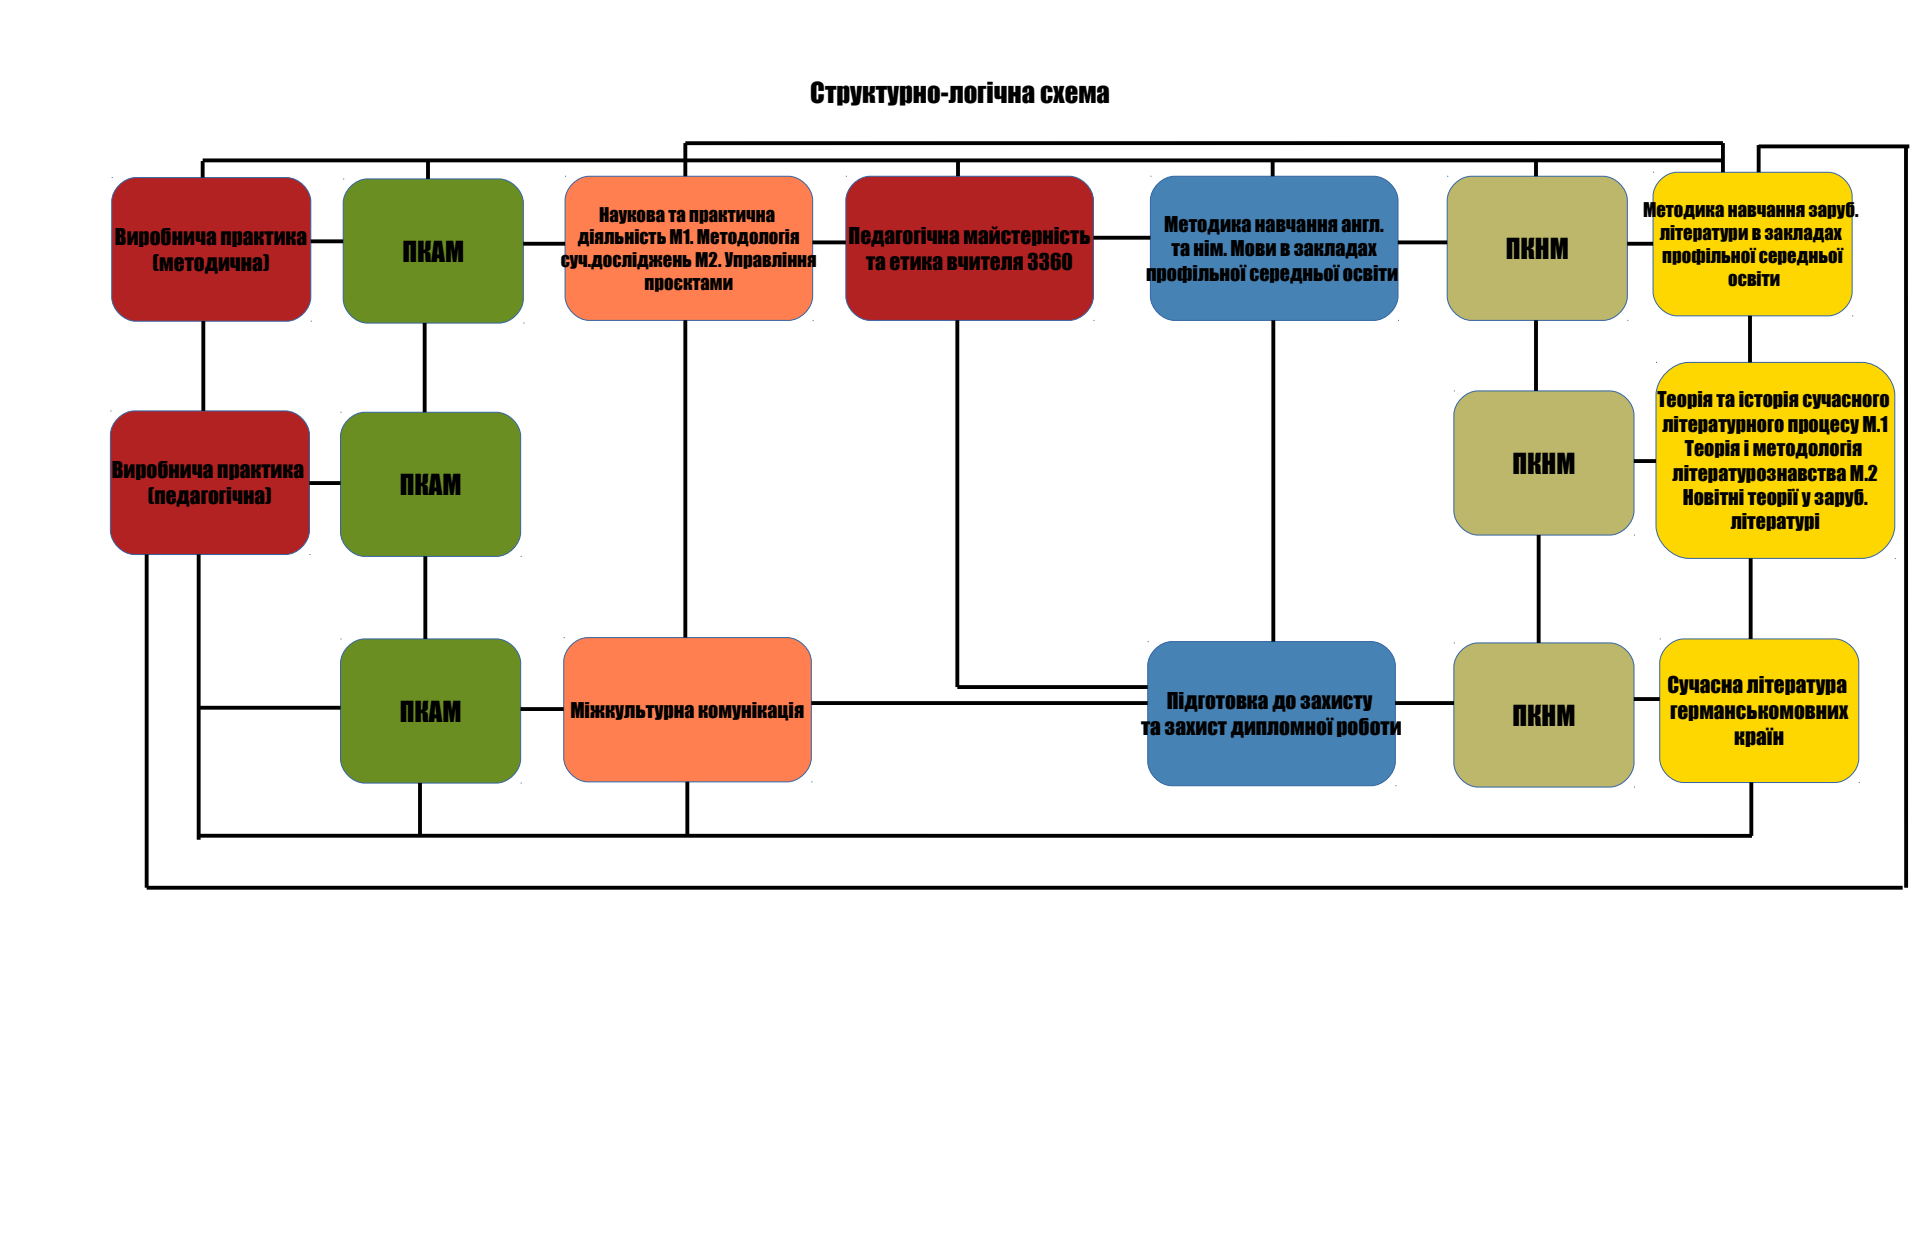 Структурно-логічна схема
Виробнича практика
(методична)
ПКАМ
Наукова та практична
діяльність М1. Методологія
суч.досліджень М2. Управління
проєктами
Педагогічна майстерність
та етика вчителя 3360
Методика навчання англ.
та нім. Мови в закладах
профільної середньої освіти
ПКНМ
Методика навчання заруб.
літератури в закладах
профільної середньої
освіти
Виробнича практика
(педагогічна)
ПКАМ
ПКНМ
Теорія та історія сучасного
літературного процесу М.1
Теорія і методологія
літературознавства М.2
Новітні теорії у заруб.
літературі
ПКАМ
Міжкультурна комунікація
Підготовка до захисту
та захист дипломної роботи
ПКНМ
Сучасна література
германськомовних
країн